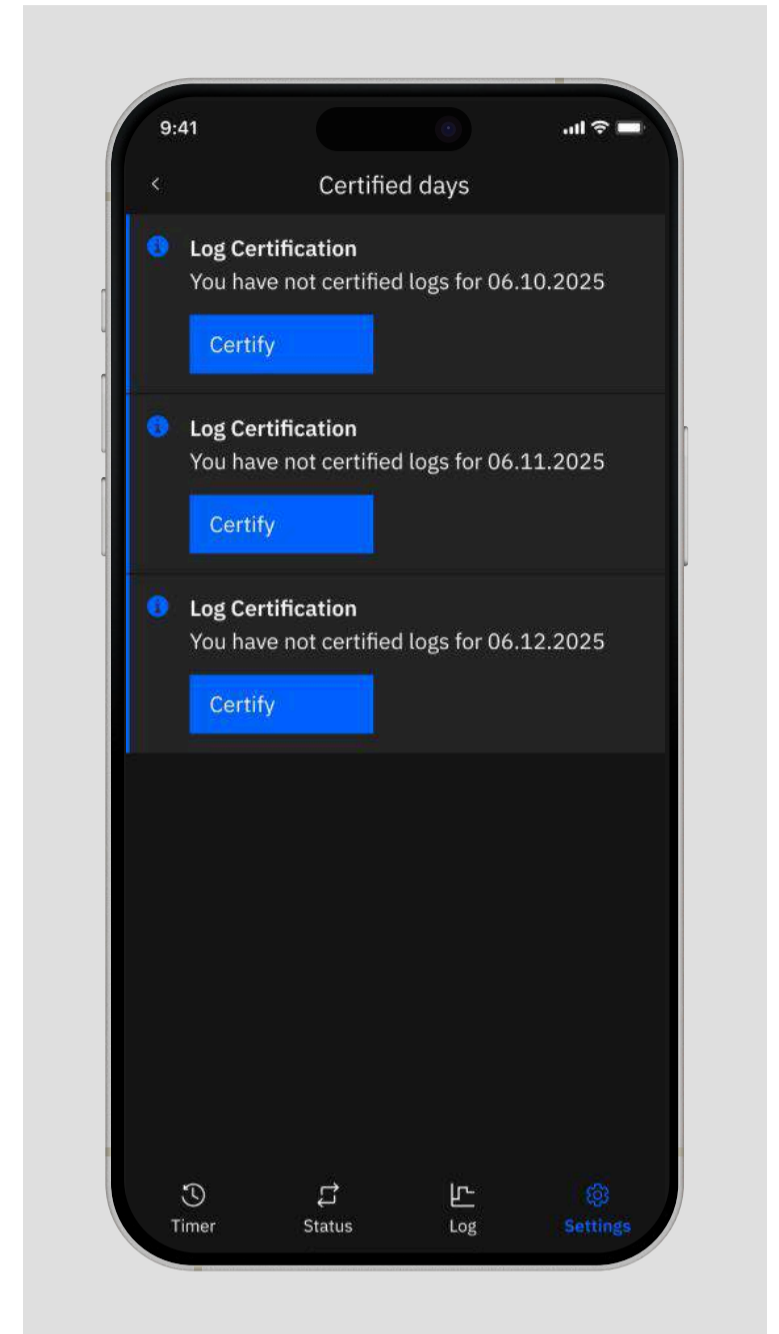 9:41
Certified days
Log Certification
You have not certified logs for 06.10.2025
Certify
Log Certification
You have not certified logs for 06.11.2025
Certify
Log Certification
You have not certified logs for 06.12.2025
Certify
Timer Status Log Settings